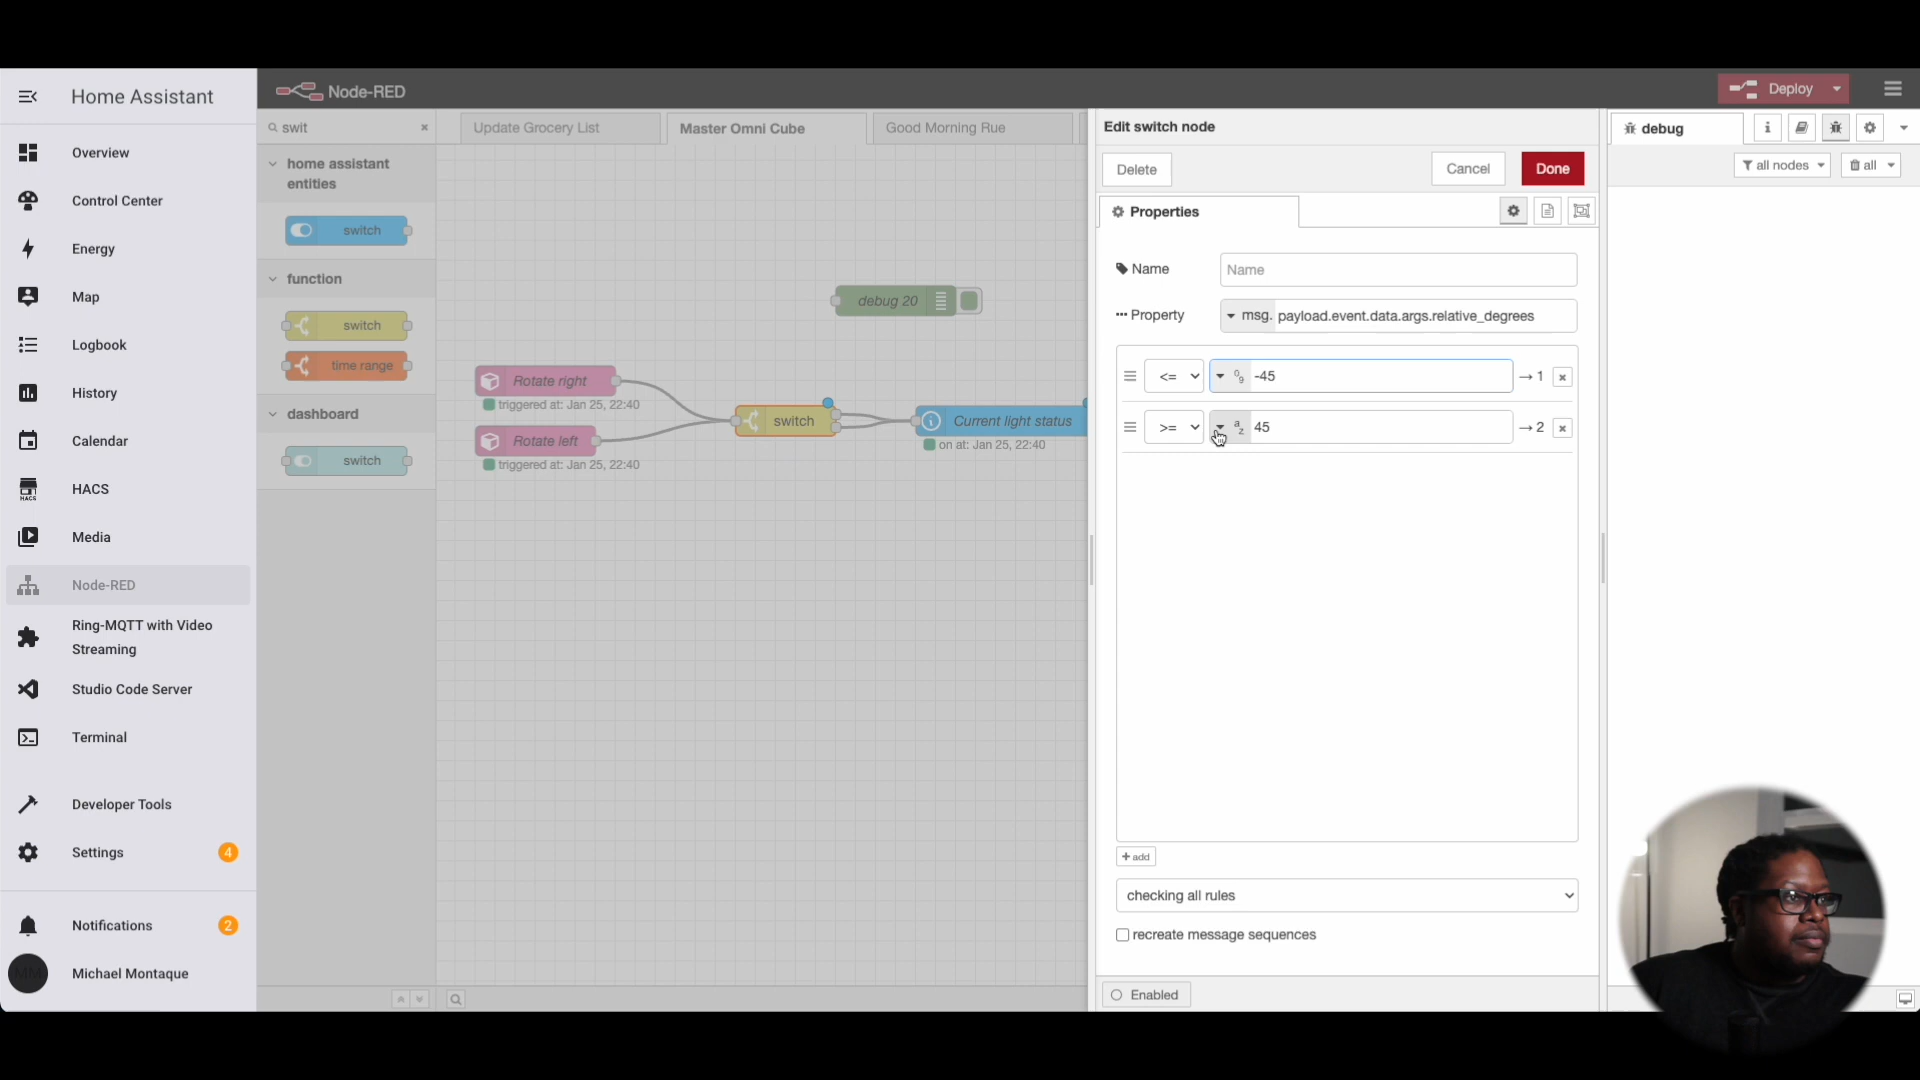 Home Assistant
Overview
Control Center
Energy
Map
Logbook
History
Calendar
HACS
HACS
Media
Node-RED
Ring-MQTT with Video
Streaming
Studio Code Server
Terminal
Developer Tools
Settings
4
Notifications
2
MM
Michael Montaque
Node-RED
Deploy
swit
home assistant
entities
switch
function
switch
time range
dashboard
switch
Update Grocery List
Master Omni Cube
Good Morning Rue
debug 20
Rotate right
triggered at: Jan 25, 22:40
Rotate left
triggered at: Jan 25, 22:40
switch
Current light status
on at: Jan 25, 22:40
Edit switch node
Delete
Cancel
Done
Properties
Name
Name
Property
msg. payload.event.data.args.relative_degrees
<= 0 9 -45 → 1
>= a z 45 → 2
+ add
checking all rules
recreate message sequences
Enabled
debug
i
all nodes
all